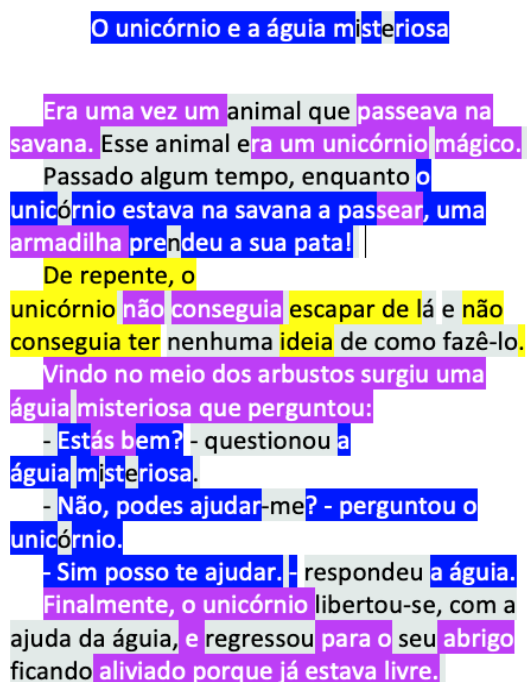 O unicórnio e a águia misteriosa
Era uma vez um animal que passeava na
savana. Esse animal era um unicórnio mágico.
Passado algum tempo, enquanto o
unicórnio estava na savana a passear, uma
armadilha prendeu a sua pata!
De repente, o
unicórnio não conseguia escapar de lá e não
conseguia ter nenhuma ideia de como fazê-lo.
Vindo no meio dos arbustos surgiu uma
águia misteriosa que perguntou:
- Estás bem? - questionou a
águia misteriosa.
- Não, podes ajudar-me? - perguntou o
unicórnio.
- Sim posso te ajudar. - respondeu a águia.
Finalmente, o unicórnio libertou-se, com a
ajuda da águia, e regressou para o seu abrigo
ficando aliviado porque já estava livre.